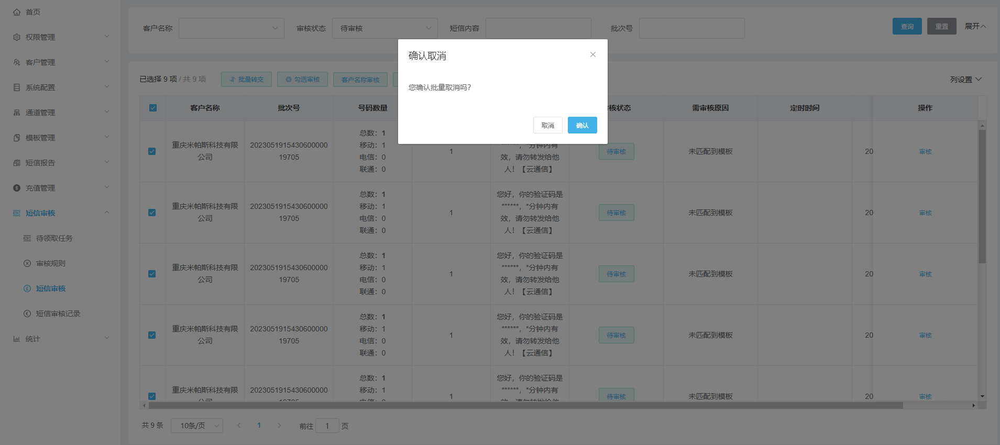 首页
权限管理
客户管理
系统配置
通道管理
模板管理
短信报告
充值管理
短信审核
待领取任务
审核规则
短信审核
短信审核记录
统计
客户名称
审核状态 待审核
短信内容
批次号
查询 重置 展开
确认取消
您确认批量取消吗?
取消 确认
已选择 9 项 / 共 9 项 批量转交 勾选审核 客户名称审核
列设置
客户名称 批次号 号码数量 核状态 需审核原因 定时时间 操作
重庆米帕斯科技有限
公司
2023051915430600000
19705
总数：1
移动：1
电信：0
联通：0
1
******，*分钟内有
效，请勿转发给他
人！【云通信】
待审核
未匹配到模板
20
审核
重庆米帕斯科技有限
公司
2023051915430600000
19705
总数：1
移动：1
电信：0
联通：0
1
您好，你的验证码是
******，*分钟内有
效，请勿转发给他
人！【云通信】
待审核
未匹配到模板
20
审核
重庆米帕斯科技有限
公司
2023051915430600000
19705
总数：1
移动：1
电信：0
联通：0
1
您好，你的验证码是
******，*分钟内有
效，请勿转发给他
人！【云通信】
待审核
未匹配到模板
20
审核
重庆米帕斯科技有限
公司
2023051915430600000
19705
总数：1
移动：1
电信：0
联通：0
1
您好，你的验证码是
******，*分钟内有
效，请勿转发给他
人！【云通信】
待审核
未匹配到模板
20
审核
重庆米帕斯科技有限
2023051915430600000
总数：1
移动：1
1
您好，你的验证码是
******，*分钟内有
待审核
未匹配到模板
20
审核
共 9 条 10条/页 1 前往 1 页